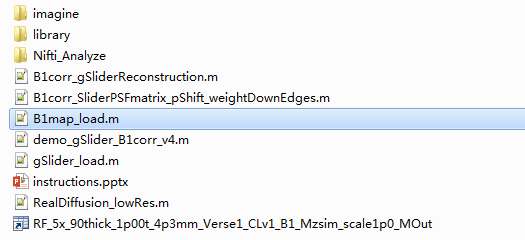 imagine
library
Nifti_Analyze
B1corr_gSliderReconstruction.m
B1corr_SliderPSFmatrix_pShift_weightDownEdges.m
B1map_load.m
demo_gSlider_B1corr_v4.m
gSlider_load.m
instructions.pptx
RealDiffusion_lowRes.m
RF_5x_90thick_1p00t_4p3mm_Verse1_CLv1_B1_Mzsim_scale1p0_MOut